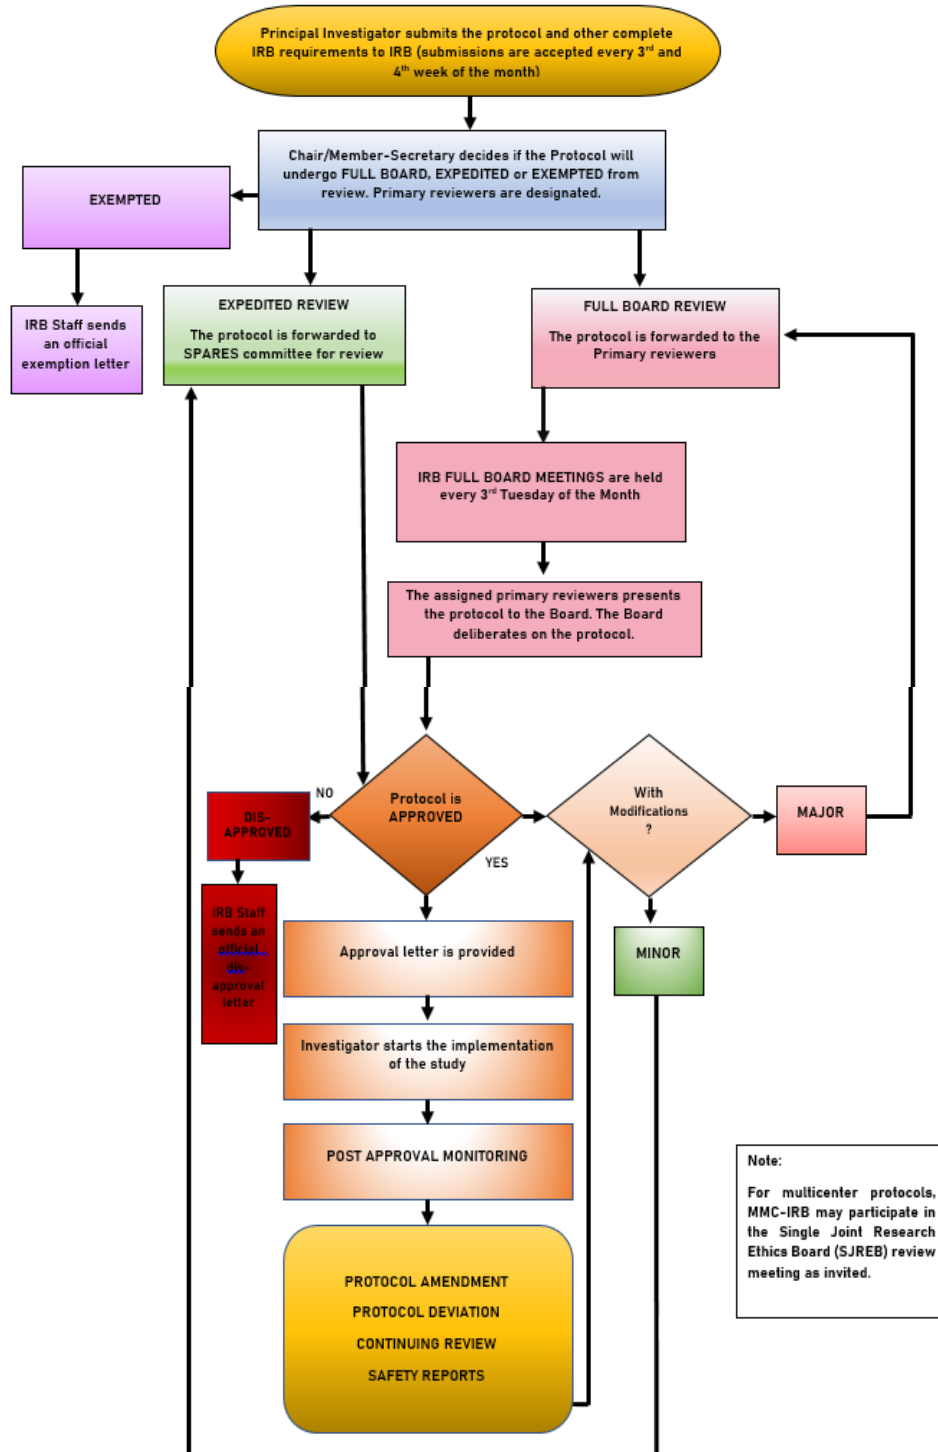 Principal Investigator submits the protocol and other complete
IRB requirements to IRB (submissions are accepted every 3rd and
4th week of the month)
Chair/Member-Secretary decides if the Protocol will
undergo FULL BOARD, EXPEDITED or EXEMPTED from
review. Primary reviewers are designated.
EXEMPTED
IRB Staff sends
an official
exemption letter
EXPEDITED REVIEW
The protocol is forwarded to
SPARES committee for review
FULL BOARD REVIEW
The protocol is forwarded to the
Primary reviewers
IRB FULL BOARD MEETINGS are held
every 3rd Tuesday of the Month
The assigned primary reviewers presents
the protocol to the Board. The Board
deliberates on the protocol.
NO
Protocol is
APPROVED
YES
With
Modifications
?
MAJOR
MINOR
DIS-
APPROVED
IRB Staff
sends an
official
dis-
approval
letter
Approval letter is provided
Investigator starts the implementation
of the study
POST APPROVAL MONITORING
PROTOCOL AMENDMENT
PROTOCOL DEVIATION
CONTINUING REVIEW
SAFETY REPORTS
Note:
For multicenter protocols,
MMC-IRB may participate in
the Single Joint Research
Ethics Board (SJREB) review
meeting as invited.